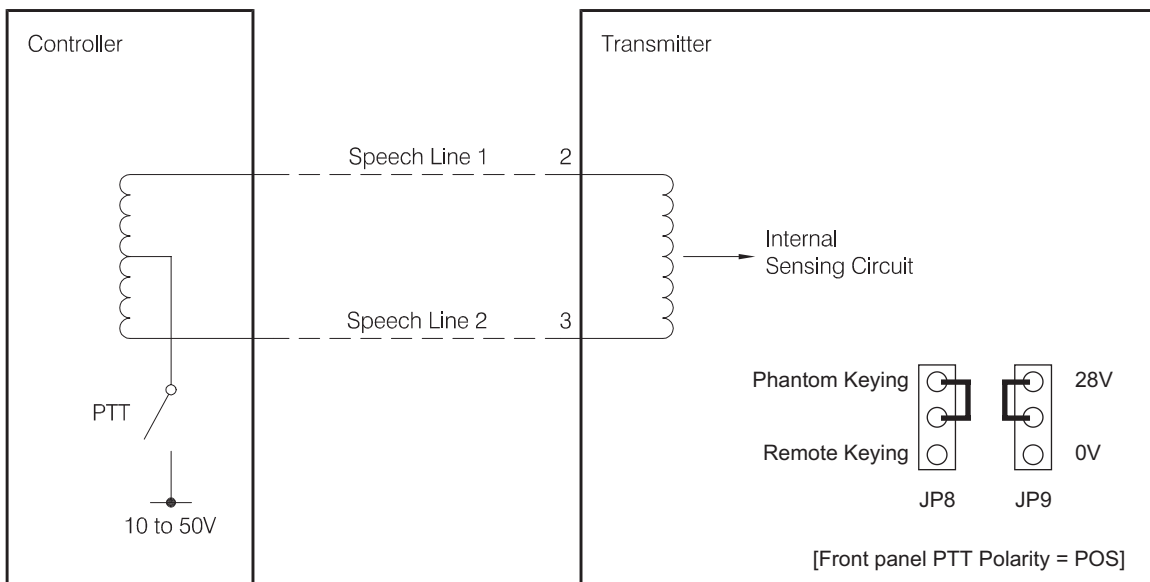 Controller
Transmitter
Speech Line 1
2
Internal
Sensing Circuit
Speech Line 2
3
PTT
10 to 50V
Phantom Keying
28V
Remote Keying
0V
JP8
JP9
[Front panel PTT Polarity = POS]